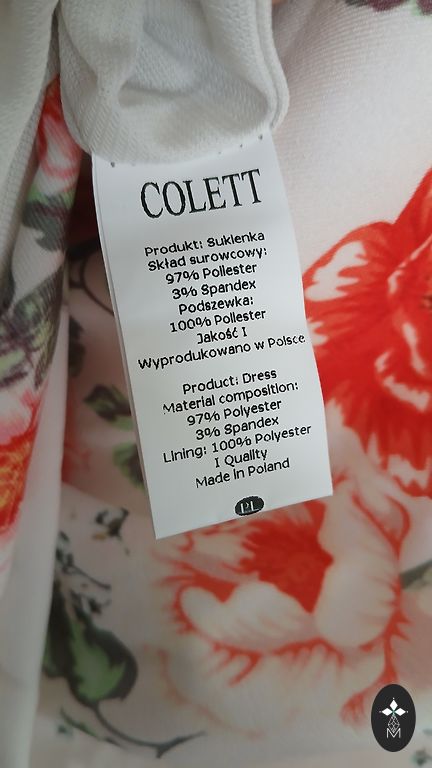 COLETT
Produkt: Sukienka
Skład surowcowy:
97% Poliester
3% Spandex
Podszewka:
100% Poliester
Jakość I
Wyprodukowano w Polsce
Product: Dress
Material composition:
97% Polyester
3% Spandex
Lining: 100% Polyester
I Quality
Made in Poland
PL
M